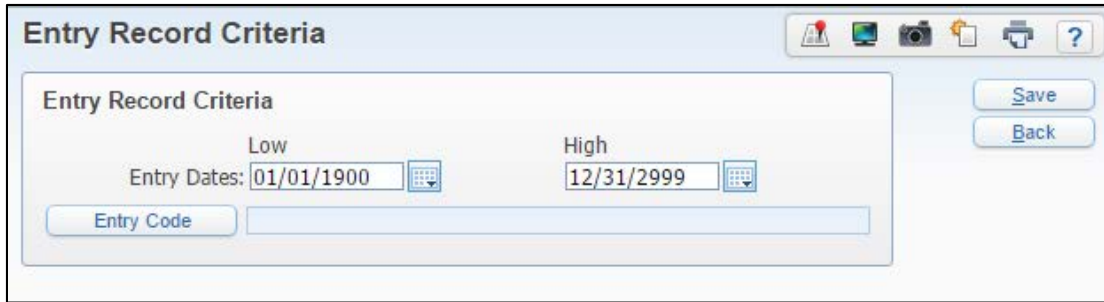 Entry Record Criteria
?
Entry Record Criteria
Save
Back
Low High
Entry Dates: 01/01/1900 12/31/2999
Entry Code